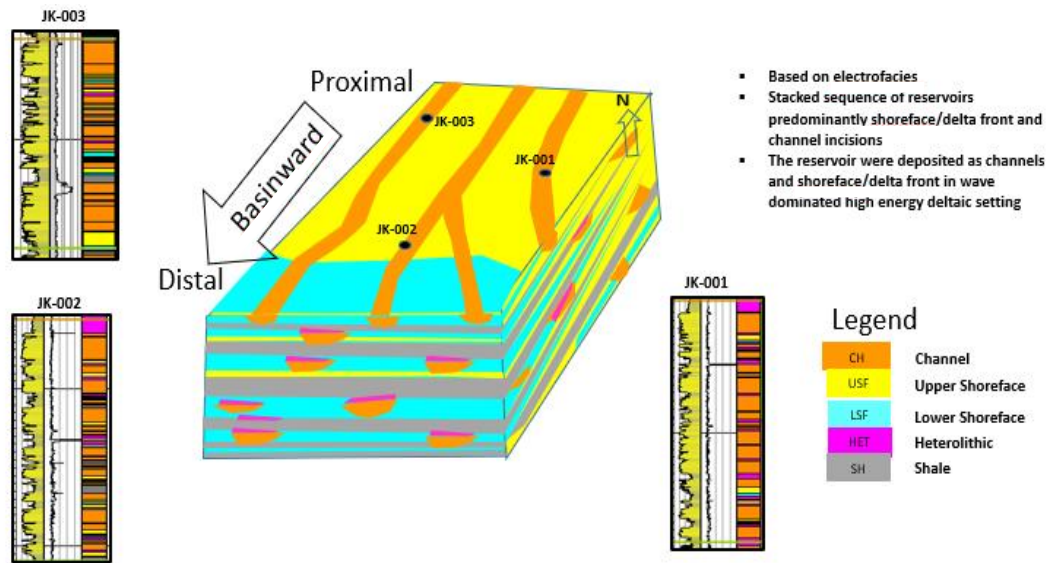 JK-003
Proximal
N
JK-003
JK-001
Basinward
JK-002
Distal
▪ Based on electrofacies
▪ Stacked sequence of reservoirs
predominantly shoreface/delta front and
channel incisions
▪ The reservoir were deposited as channels
and shoreface/delta front in wave
dominated high energy deltaic setting
JK-002
JK-001
Legend
CH Channel
USF Upper Shoreface
LSF Lower Shoreface
HET Heterolithic
SH Shale